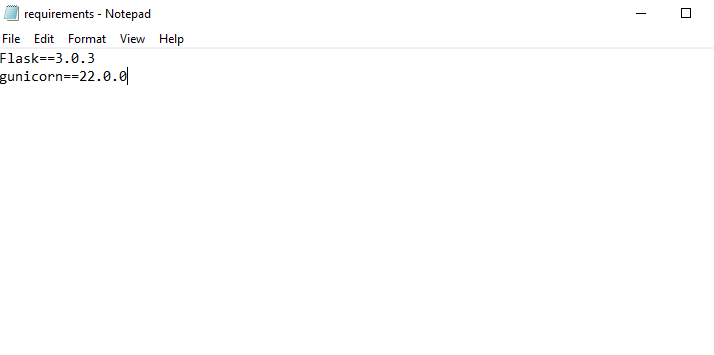 requirements - Notepad
File Edit Format View Help
Flask==3.0.3
gunicorn==22.0.0